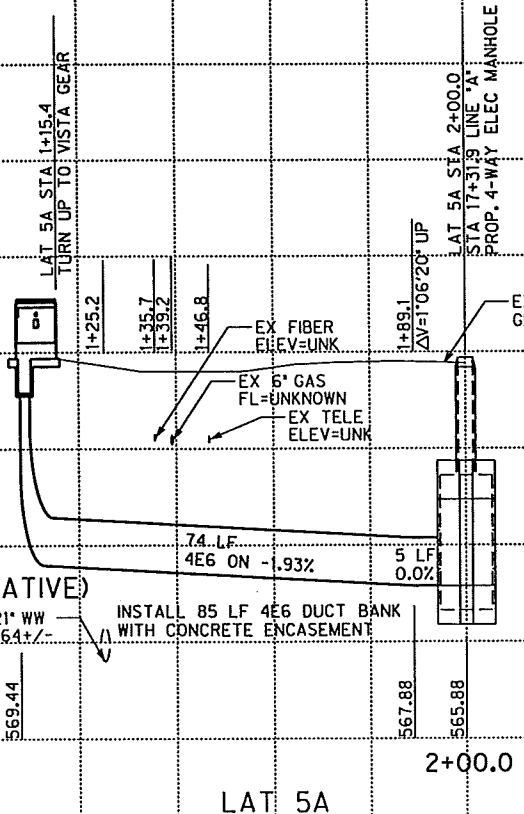 LAT 5A STA 1+15.4
TURN UP TO VISTA GEAR
LAT 5A STA 2+00.0
STA 17+31.9 LINE "A"
PROP. 4-WAY ELEC MANHOLE
1+25.2
1+35.7
1+39.2
1+46.8
1+89.1
ΔV=1°06'20" UP
EX FIBER
ELEV=UNK
EX 6" GAS
FL=UNKNOWN
EX TELE
ELEV=UNK
74 LF
4E6 ON -1.93%
5 LF
0.0%
ATIVE)
21" WW
64+/-
INSTALL 85 LF 4E6 DUCT BANK
WITH CONCRETE ENCASEMENT
569.44
567.88
565.88
2+00.0
LAT 5A